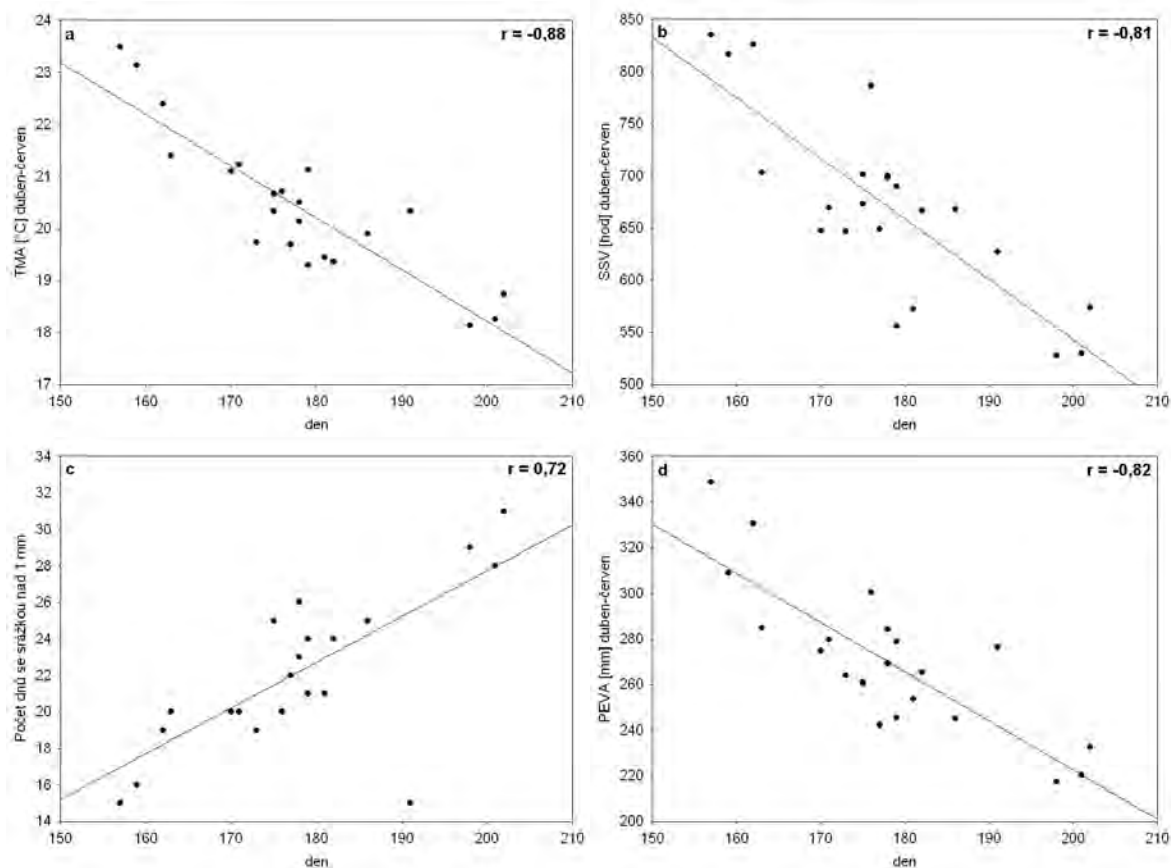 a
r = -0,88
TMA [°C] duben-červen
24
23
22
21
20
19
18
17
150 160 170 180 190 200 210
den
b
r = -0,81
SSV [hod] duben-červen
850
800
750
700
650
600
550
500
150 160 170 180 190 200 210
den
c
r = 0,72
Počet dnů se srážkou nad 1 mm
34
32
30
28
26
24
22
20
18
16
14
150 160 170 180 190 200 210
den
d
r = -0,82
PEVA [mm] duben-červen
360
340
320
300
280
260
240
220
200
150 160 170 180 190 200 210
den